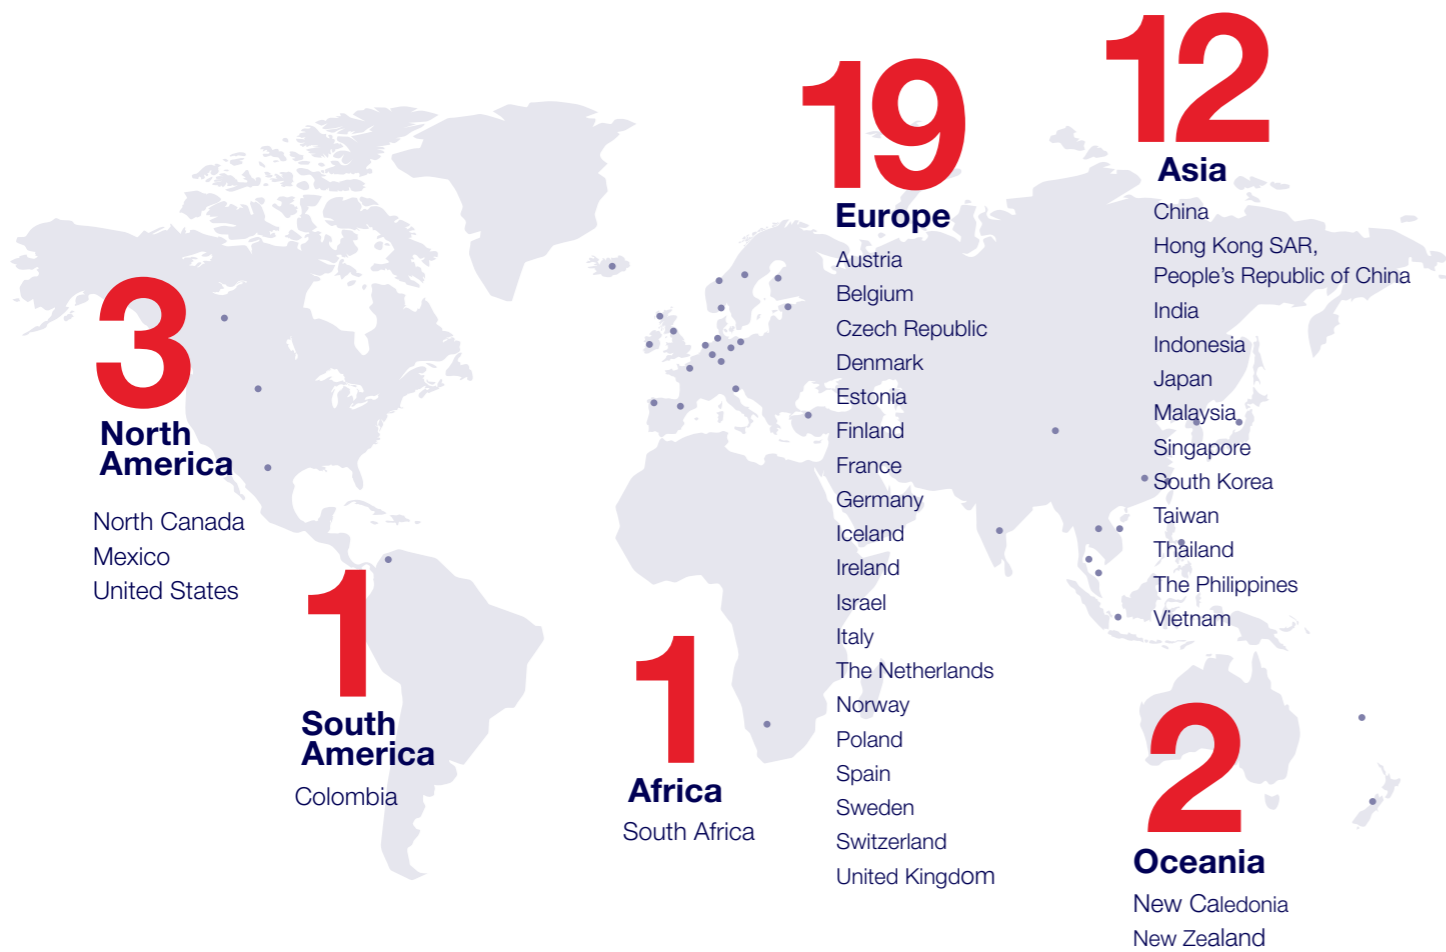 3
North
America
North Canada
Mexico
United States
1
South
America
Colombia
1
Africa
South Africa
19
Europe
Austria
Belgium
Czech Republic
Denmark
Estonia
Finland
France
Germany
Iceland
Ireland
Israel
Italy
The Netherlands
Norway
Poland
Spain
Sweden
Switzerland
United Kingdom
12
Asia
China
Hong Kong SAR,
People’s Republic of China
India
Indonesia
Japan
Malaysia
Singapore
South Korea
Taiwan
Thailand
The Philippines
Vietnam
2
Oceania
New Caledonia
New Zealand